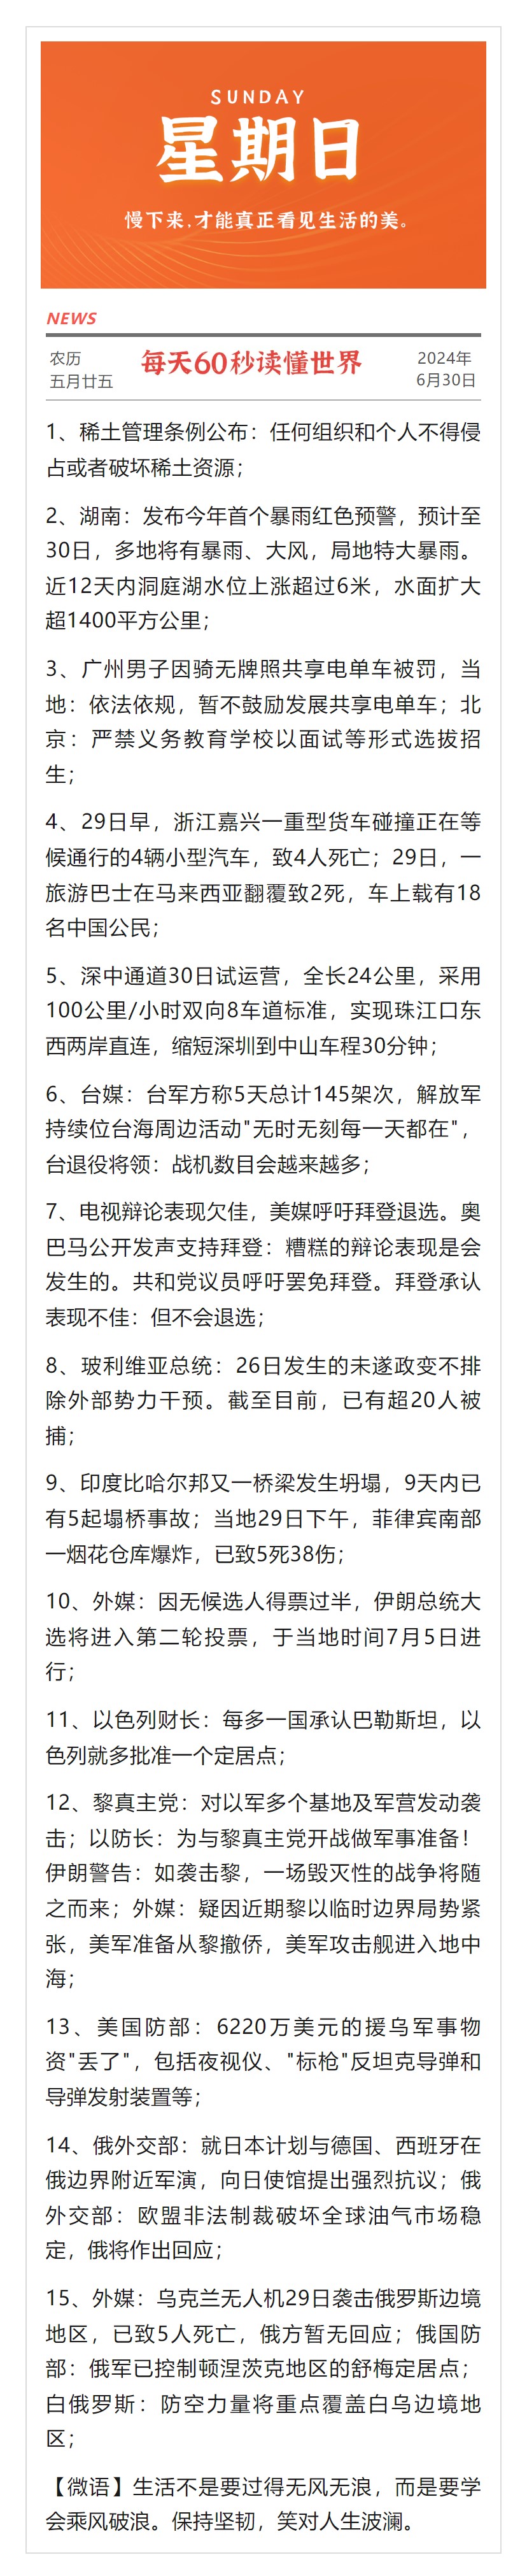 SUNDAY
星期日
慢下来,才能真正看见生活的美。
NEWS
农历
五月廿五
每天60秒读懂世界
2024年
6月30日
1、稀土管理条例公布：任何组织和个人不得侵
占或者破坏稀土资源；
2、湖南：发布今年首个暴雨红色预警，预计至
30日，多地将有暴雨、大风，局地特大暴雨。
近12天内洞庭湖水位上涨超过6米，水面扩大
超1400平方公里；
3、广州男子因骑无牌照共享电单车被罚，当
地：依法依规，暂不鼓励发展共享电单车；北
京：严禁义务教育学校以面试等形式选拔招
生；
4、29日早，浙江嘉兴一重型货车碰撞正在等
候通行的4辆小型汽车，致4人死亡；29日，一
旅游巴士在马来西亚翻覆致2死，车上载有18
名中国公民；
5、深中通道30日试运营，全长24公里，采用
100公里/小时双向8车道标准，实现珠江口东
西两岸直连，缩短深圳到中山车程30分钟；
6、台媒：台军方称5天总计145架次，解放军
持续位台海周边活动"无时无刻每一天都在"，
台退役将领：战机数目会越来越多；
7、电视辩论表现欠佳，美媒呼吁拜登退选。奥
巴马公开发声支持拜登：糟糕的辩论表现是会
发生的。共和党议员呼吁罢免拜登。拜登承认
表现不佳：但不会退选；
8、玻利维亚总统：26日发生的未遂政变不排
除外部势力干预。截至目前，已有超20人被
捕；
9、印度比哈尔邦又一桥梁发生坍塌，9天内已
有5起塌桥事故；当地29日下午，菲律宾南部
一烟花仓库爆炸，已致5死38伤；
10、外媒：因无候选人得票过半，伊朗总统大
选将进入第二轮投票，于当地时间7月5日进
行；
11、以色列财长：每多一国承认巴勒斯坦，以
色列就多批准一个定居点；
12、黎真主党：对以军多个基地及军营发动袭
击；以防长：为与黎真主党开战做军事准备！
伊朗警告：如袭击黎，一场毁灭性的战争将随
之而来；外媒：疑因近期黎以临时边界局势紧
张，美军准备从黎撤侨，美军攻击舰进入地中
海；
13、美国防部：6220万美元的援乌军事物
资"丢了"，包括夜视仪、"标枪"反坦克导弹和
导弹发射装置等；
14、俄外交部：就日本计划与德国、西班牙在
俄边界附近军演，向日使馆提出强烈抗议；俄
外交部：欧盟非法制裁破坏全球油气市场稳
定，俄将作出回应；
15、外媒：乌克兰无人机29日袭击俄罗斯边境
地区，已致5人死亡，俄方暂无回应；俄国防
部：俄军已控制顿涅茨克地区的舒梅定居点；
白俄罗斯：防空力量将重点覆盖白乌边境地
区；
【微语】生活不是要过得无风无浪，而是要学
会乘风破浪。保持坚韧，笑对人生波澜。